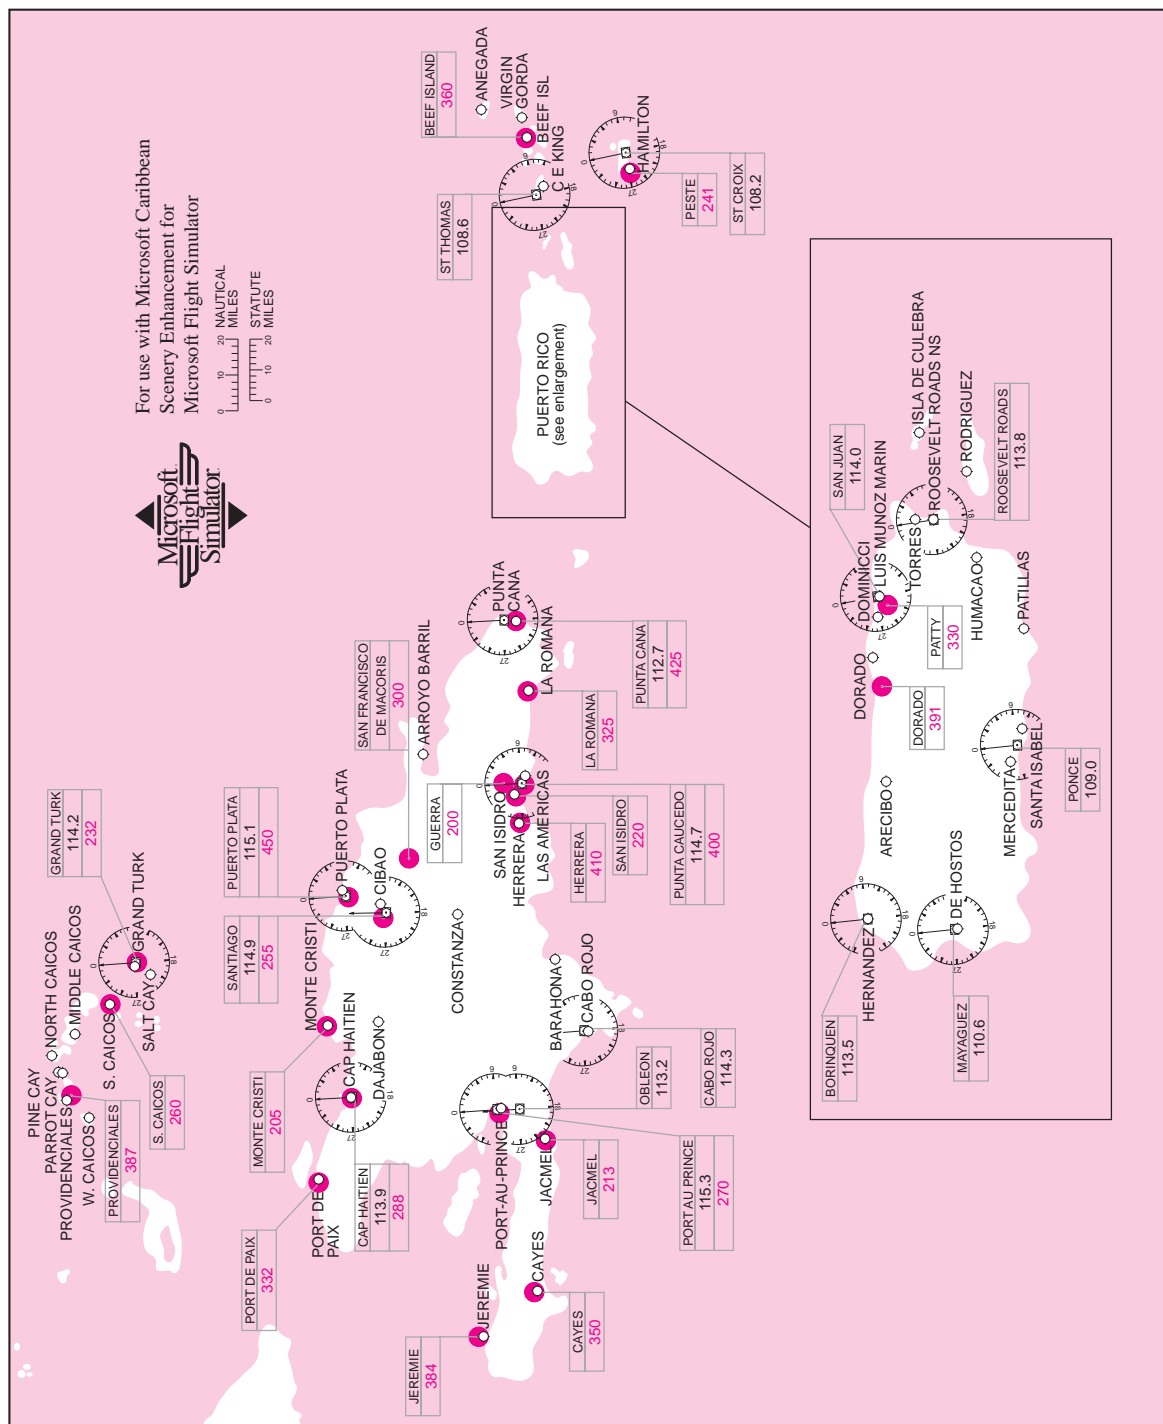 Microsoft
Flight
Simulator
For use with Microsoft Caribbean
Scenery Enhancement for
Microsoft Flight Simulator
0 10 20
NAUTICAL
MILES
0 10 20
STATUTE
MILES
PINE CAY
PARROT CAY
PROVIDENCIALES
W. CAICOS
NORTH CAICOS
MIDDLE CAICOS
S. CAICOS
SALT CAY
GRAND TURK
PROVIDENCIALES
387
S. CAICOS
260
GRAND TURK
114.2
232
PORT DE PAIX
332
MONTE CRISTI
205
SANTIAGO
114.9
255
PUERTO PLATA
115.1
450
SAN FRANCISCO
DE MACORIS
300
PORT DE
PAIX
MONTE CRISTI
CAP HAITIEN
DAJABON
PUERTO PLATA
CIBAO
ARROYO BARRIL
CONSTANZA
CAP HAITIEN
113.9
288
GUERRA
200
JEREMIE
384
JEREMIE
CAYES
CAYES
350
PORT-AU-PRINCE
JACMEL
JACMEL
213
OBLEON
113.2
PORT AU PRINCE
115.3
270
BARAHONA
CABO ROJO
CABO ROJO
114.3
SAN ISIDRO
HERRERA
LAS AMERICAS
HERRERA
410
SAN ISIDRO
220
PUNTA CAUCEDO
114.7
400
LA ROMANA
LA ROMANA
325
PUNTA
CANA
PUNTA CANA
112.7
425
PUERTO RICO
(see enlargement)
ST THOMAS
108.6
BEEF ISLAND
360
ANEGADA
VIRGIN
GORDA
BEEF ISL
C E KING
HAMILTON
PESTE
241
ST CROIX
108.2
BORINQUEN
113.5
HERNANDEZ
MAYAGUEZ
110.6
DE HOSTOS
ARECIBO
DORADO
DORADO
391
DOMINICCI
LUIS MUNOZ MARIN
SAN JUAN
114.0
PATTY
330
TORRES
ROOSEVELT ROADS NS
ISLA DE CULEBRA
RODRIGUEZ
ROOSEVELT ROADS
113.8
HUMACAO
PATILLAS
MERCEDITA
SANTA ISABEL
PONCE
109.0